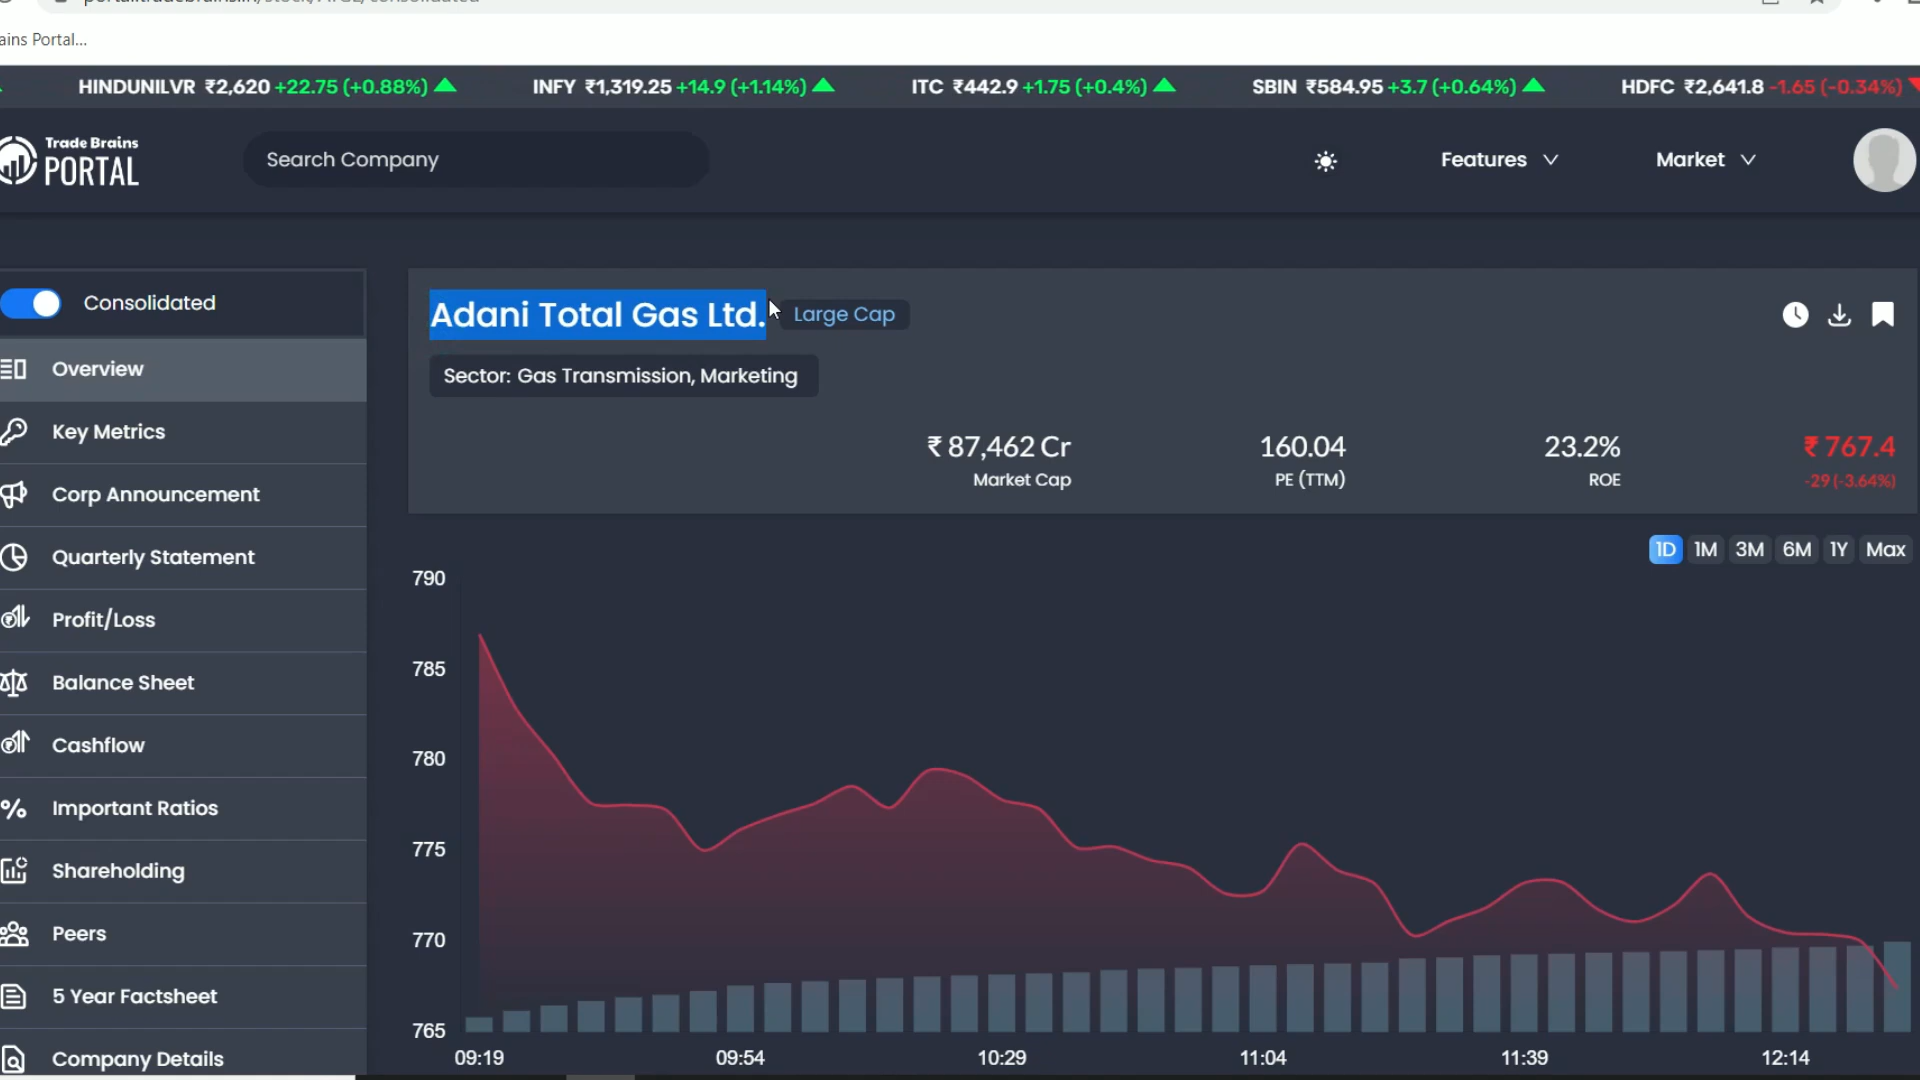 ains Portal...
HINDUNILVR ₹2,620 +22.75 (+0.88%) INFY ₹1,319.25 +14.9 (+1.14%) ITC ₹442.9 +1.75 (+0.4%) SBIN ₹584.95 +3.7 (+0.64%) HDFC ₹2,641.8 -1.65 (-0.34%)
Trade Brains
PORTAL
Search Company
Features
Market
Consolidated
Overview
Key Metrics
Corp Announcement
Quarterly Statement
Profit/Loss
Balance Sheet
Cashflow
Important Ratios
Shareholding
Peers
5 Year Factsheet
Company Details
Adani Total Gas Ltd. Large Cap
Sector: Gas Transmission, Marketing
₹ 87,462 Cr 160.04 23.2% ₹ 767.4
Market Cap PE (TTM) ROE -29 (-3.64%)
1D 1M 3M 6M 1Y Max
790
785
780
775
770
765
09:19 09:54 10:29 11:04 11:39 12:14